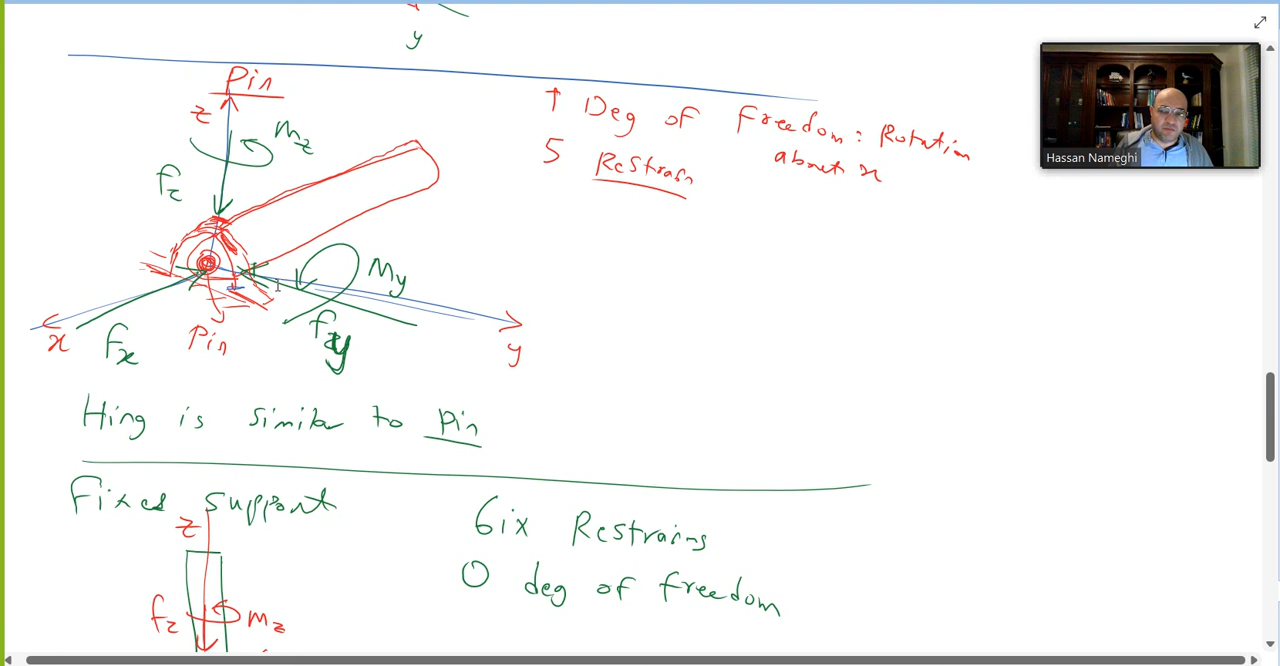 y
Pin
z
Mz
fz
1 Deg of Freedom: Rotation
about x
5 Restrain
My
fy
x
fx
Pin
y
Hing is similar to Pin
Fixed Support
z
6ix Restrains
0 deg of freedom
fz
Mz
Hassan Nameghi